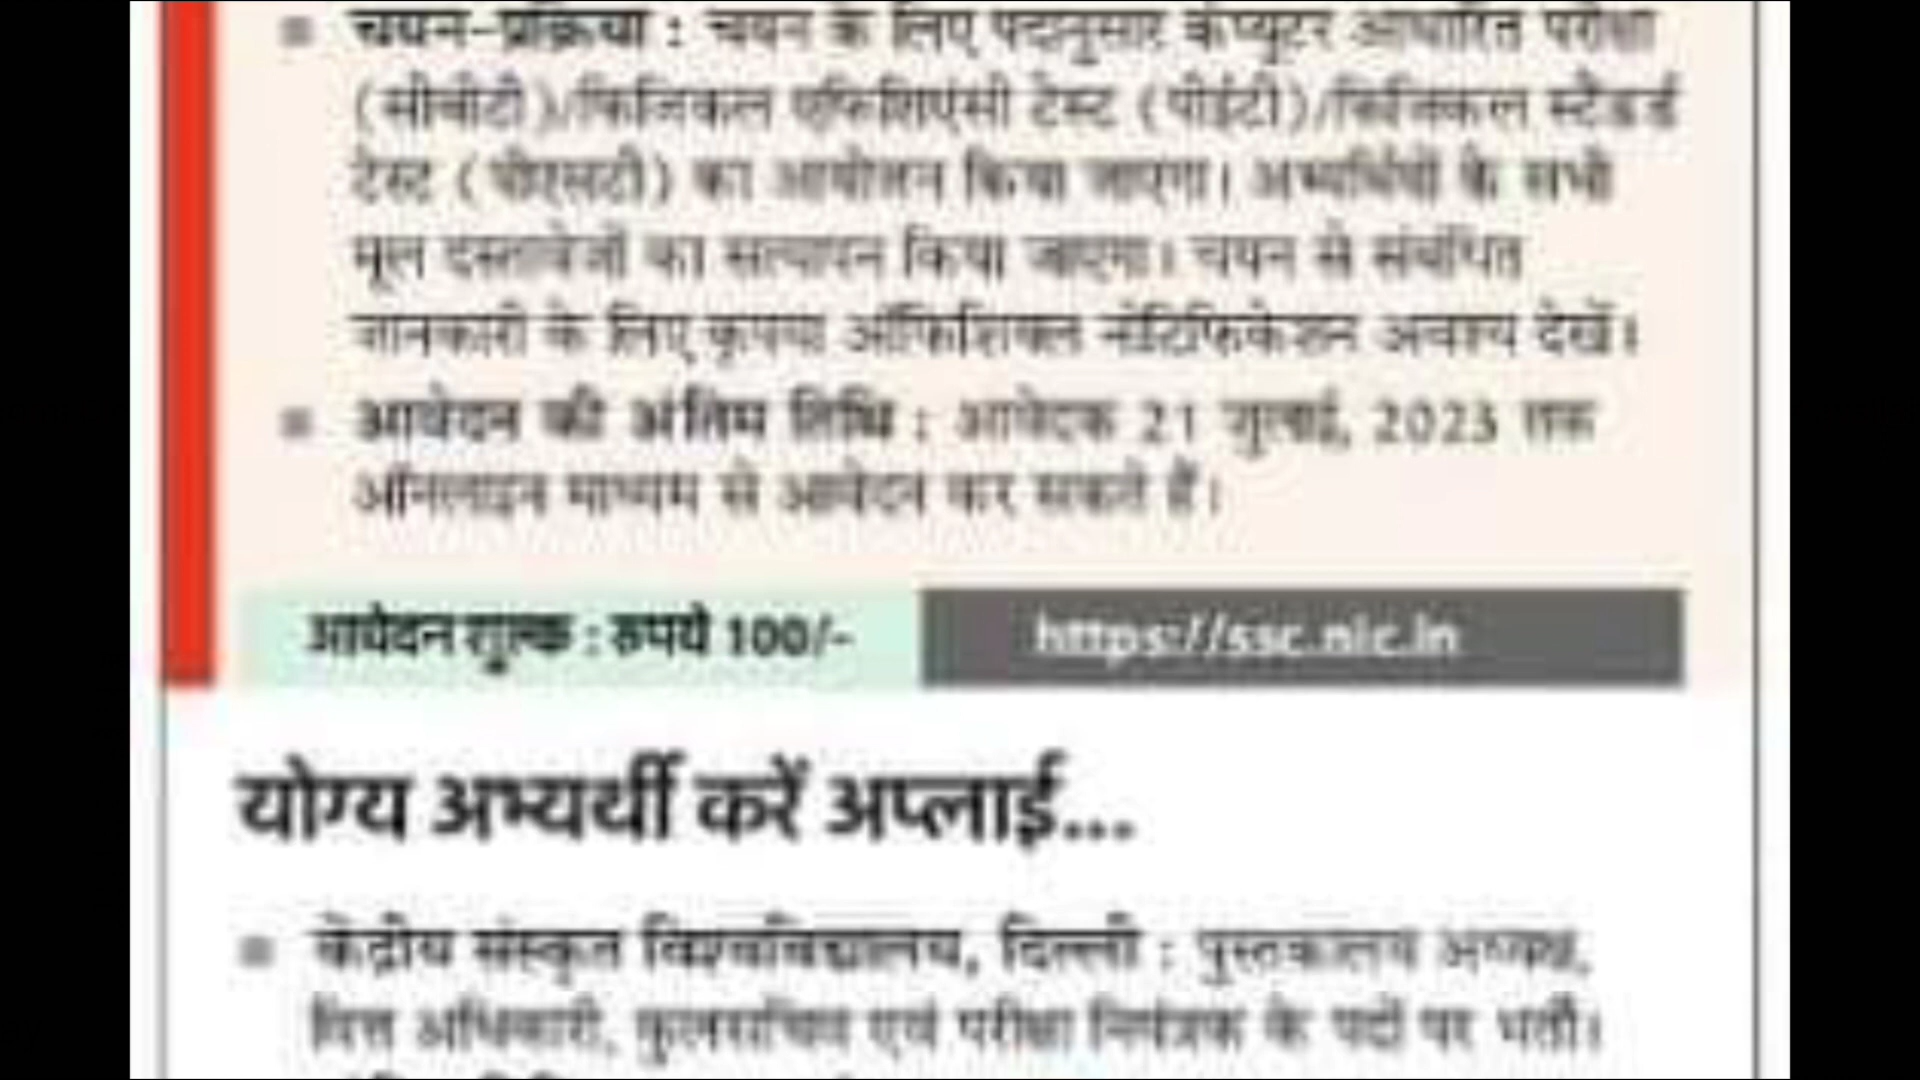 चयन-प्रक्रिया : चयन के लिए पदानुसार कंप्यूटर आधारित परीक्षा
(सीबीटी)/फिजिकल एफिशिएंसी टेस्ट (पीईटी)/फिजिकल स्टैंडर्ड
टेस्ट (पीएसटी) का आयोजन किया जाएगा। अभ्यर्थियों के सभी
मूल दस्तावेजों का सत्यापन किया जाएगा। चयन से संबंधित
जानकारी के लिए कृपया ऑफिशियल नोटिफिकेशन अवश्य देखें।
आवेदन की अंतिम तिथि : आवेदक 21 जुलाई, 2023 तक
ऑनलाइन माध्यम से आवेदन कर सकते हैं।
आवेदन शुल्क : रुपये 100/-
https://ssc.nic.in
योग्य अभ्यर्थी करें अप्लाई...
केंद्रीय संस्कृत विश्वविद्यालय, दिल्ली : पुस्तकालय अध्यक्ष,
वित्त अधिकारी, कुलसचिव एवं परीक्षा नियंत्रक के पदों पर भर्ती।